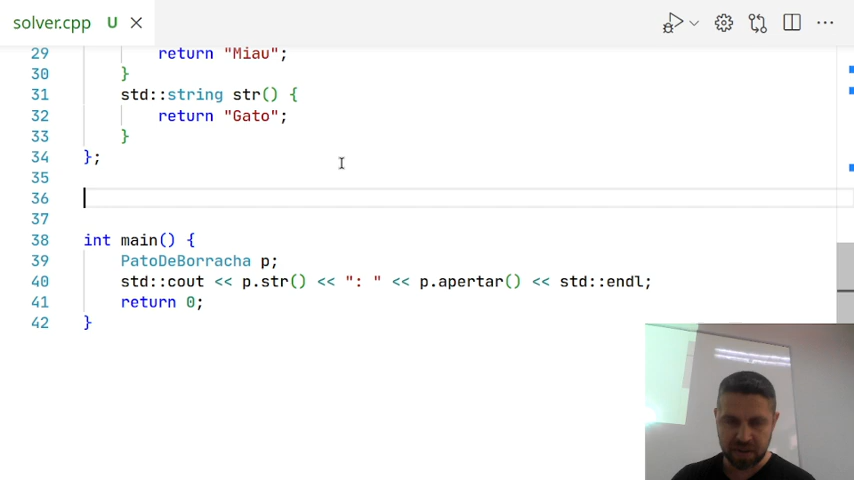 solver.cpp U
29 return "Miau";
30 }
31 std::string str() {
32 return "Gato";
33 }
34 };
35
36
37
38 int main() {
39 PatoDeBorracha p;
40 std::cout << p.str() << ": " << p.apertar() << std::endl;
41 return 0;
42 }